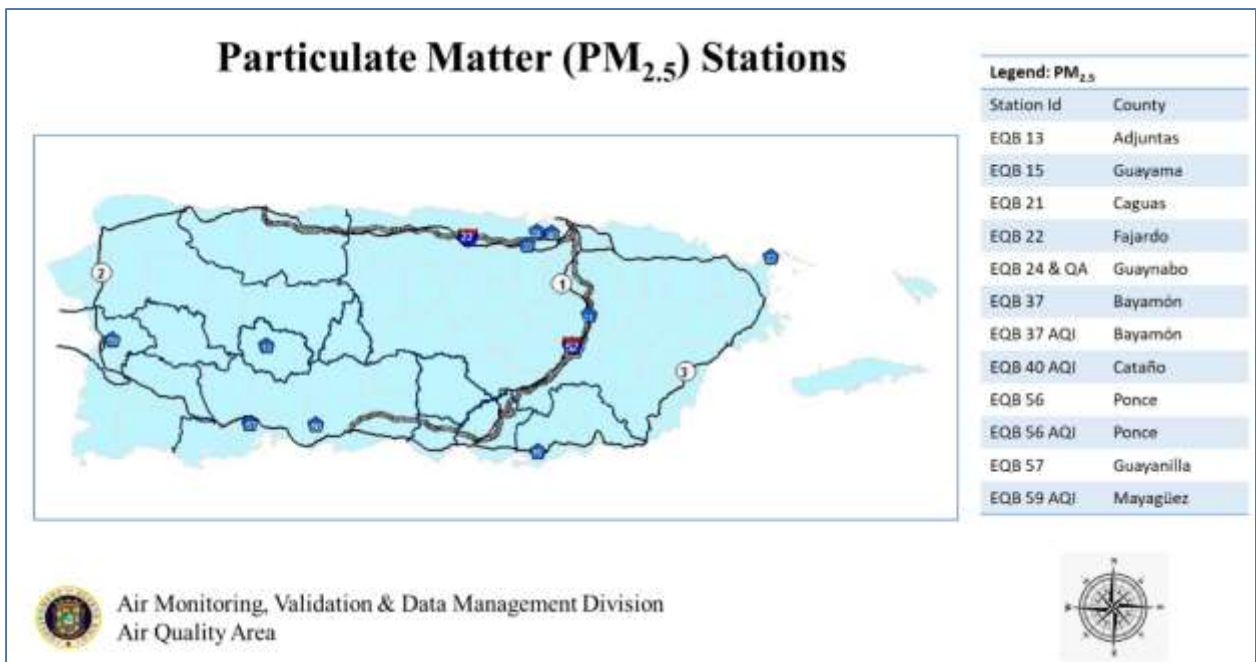 Particulate Matter (PM2.5) Stations
Legend: PM2.5
Station Id County
EQB 13 Adjuntas
EQB 15 Guayama
EQB 21 Caguas
EQB 22 Fajardo
EQB 24 & QA Guaynabo
EQB 37 Bayamón
EQB 37 AQI Bayamón
EQB 40 AQI Cataño
EQB 56 Ponce
EQB 56 AQI Ponce
EQB 57 Guayanilla
EQB 59 AQI Mayagüez
22
2
1
52
3
Air Monitoring, Validation & Data Management Division
Air Quality Area